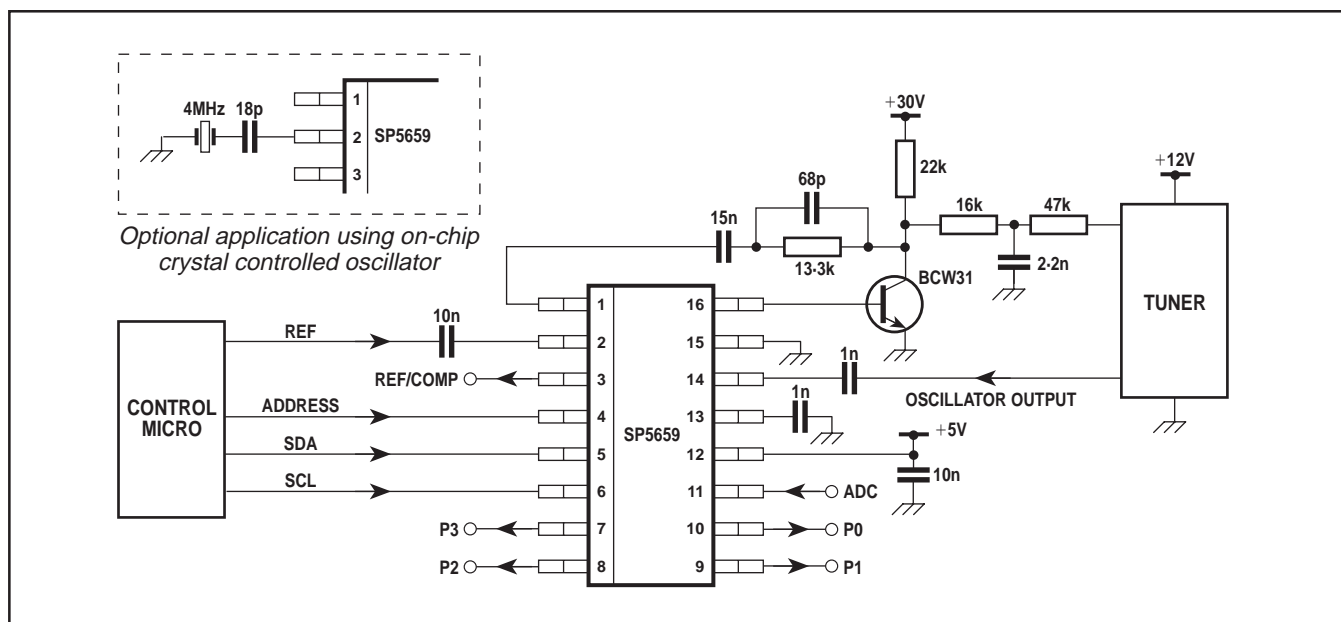 4MHz
18p
1
2
3
SP5659
Optional application using on-chip
crystal controlled oscillator
+30V
22k
68p
15n
13·3k
16k
47k
2·2n
BCW31
+12V
TUNER
CONTROL
MICRO
REF
10n
REF/COMP
ADDRESS
SDA
SCL
P3
P2
1
2
3
4
5
6
7
8
SP5659
16
15
14
13
12
11
10
9
1n
OSCILLATOR OUTPUT
1n
+5V
10n
ADC
P0
P1